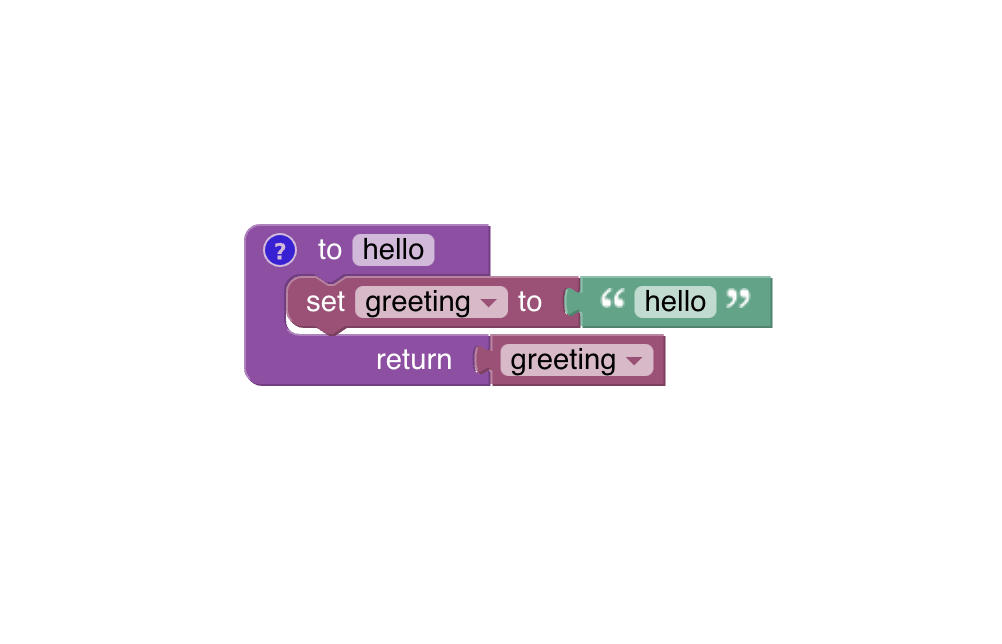 ? to hello
set greeting to “ hello ”
return greeting